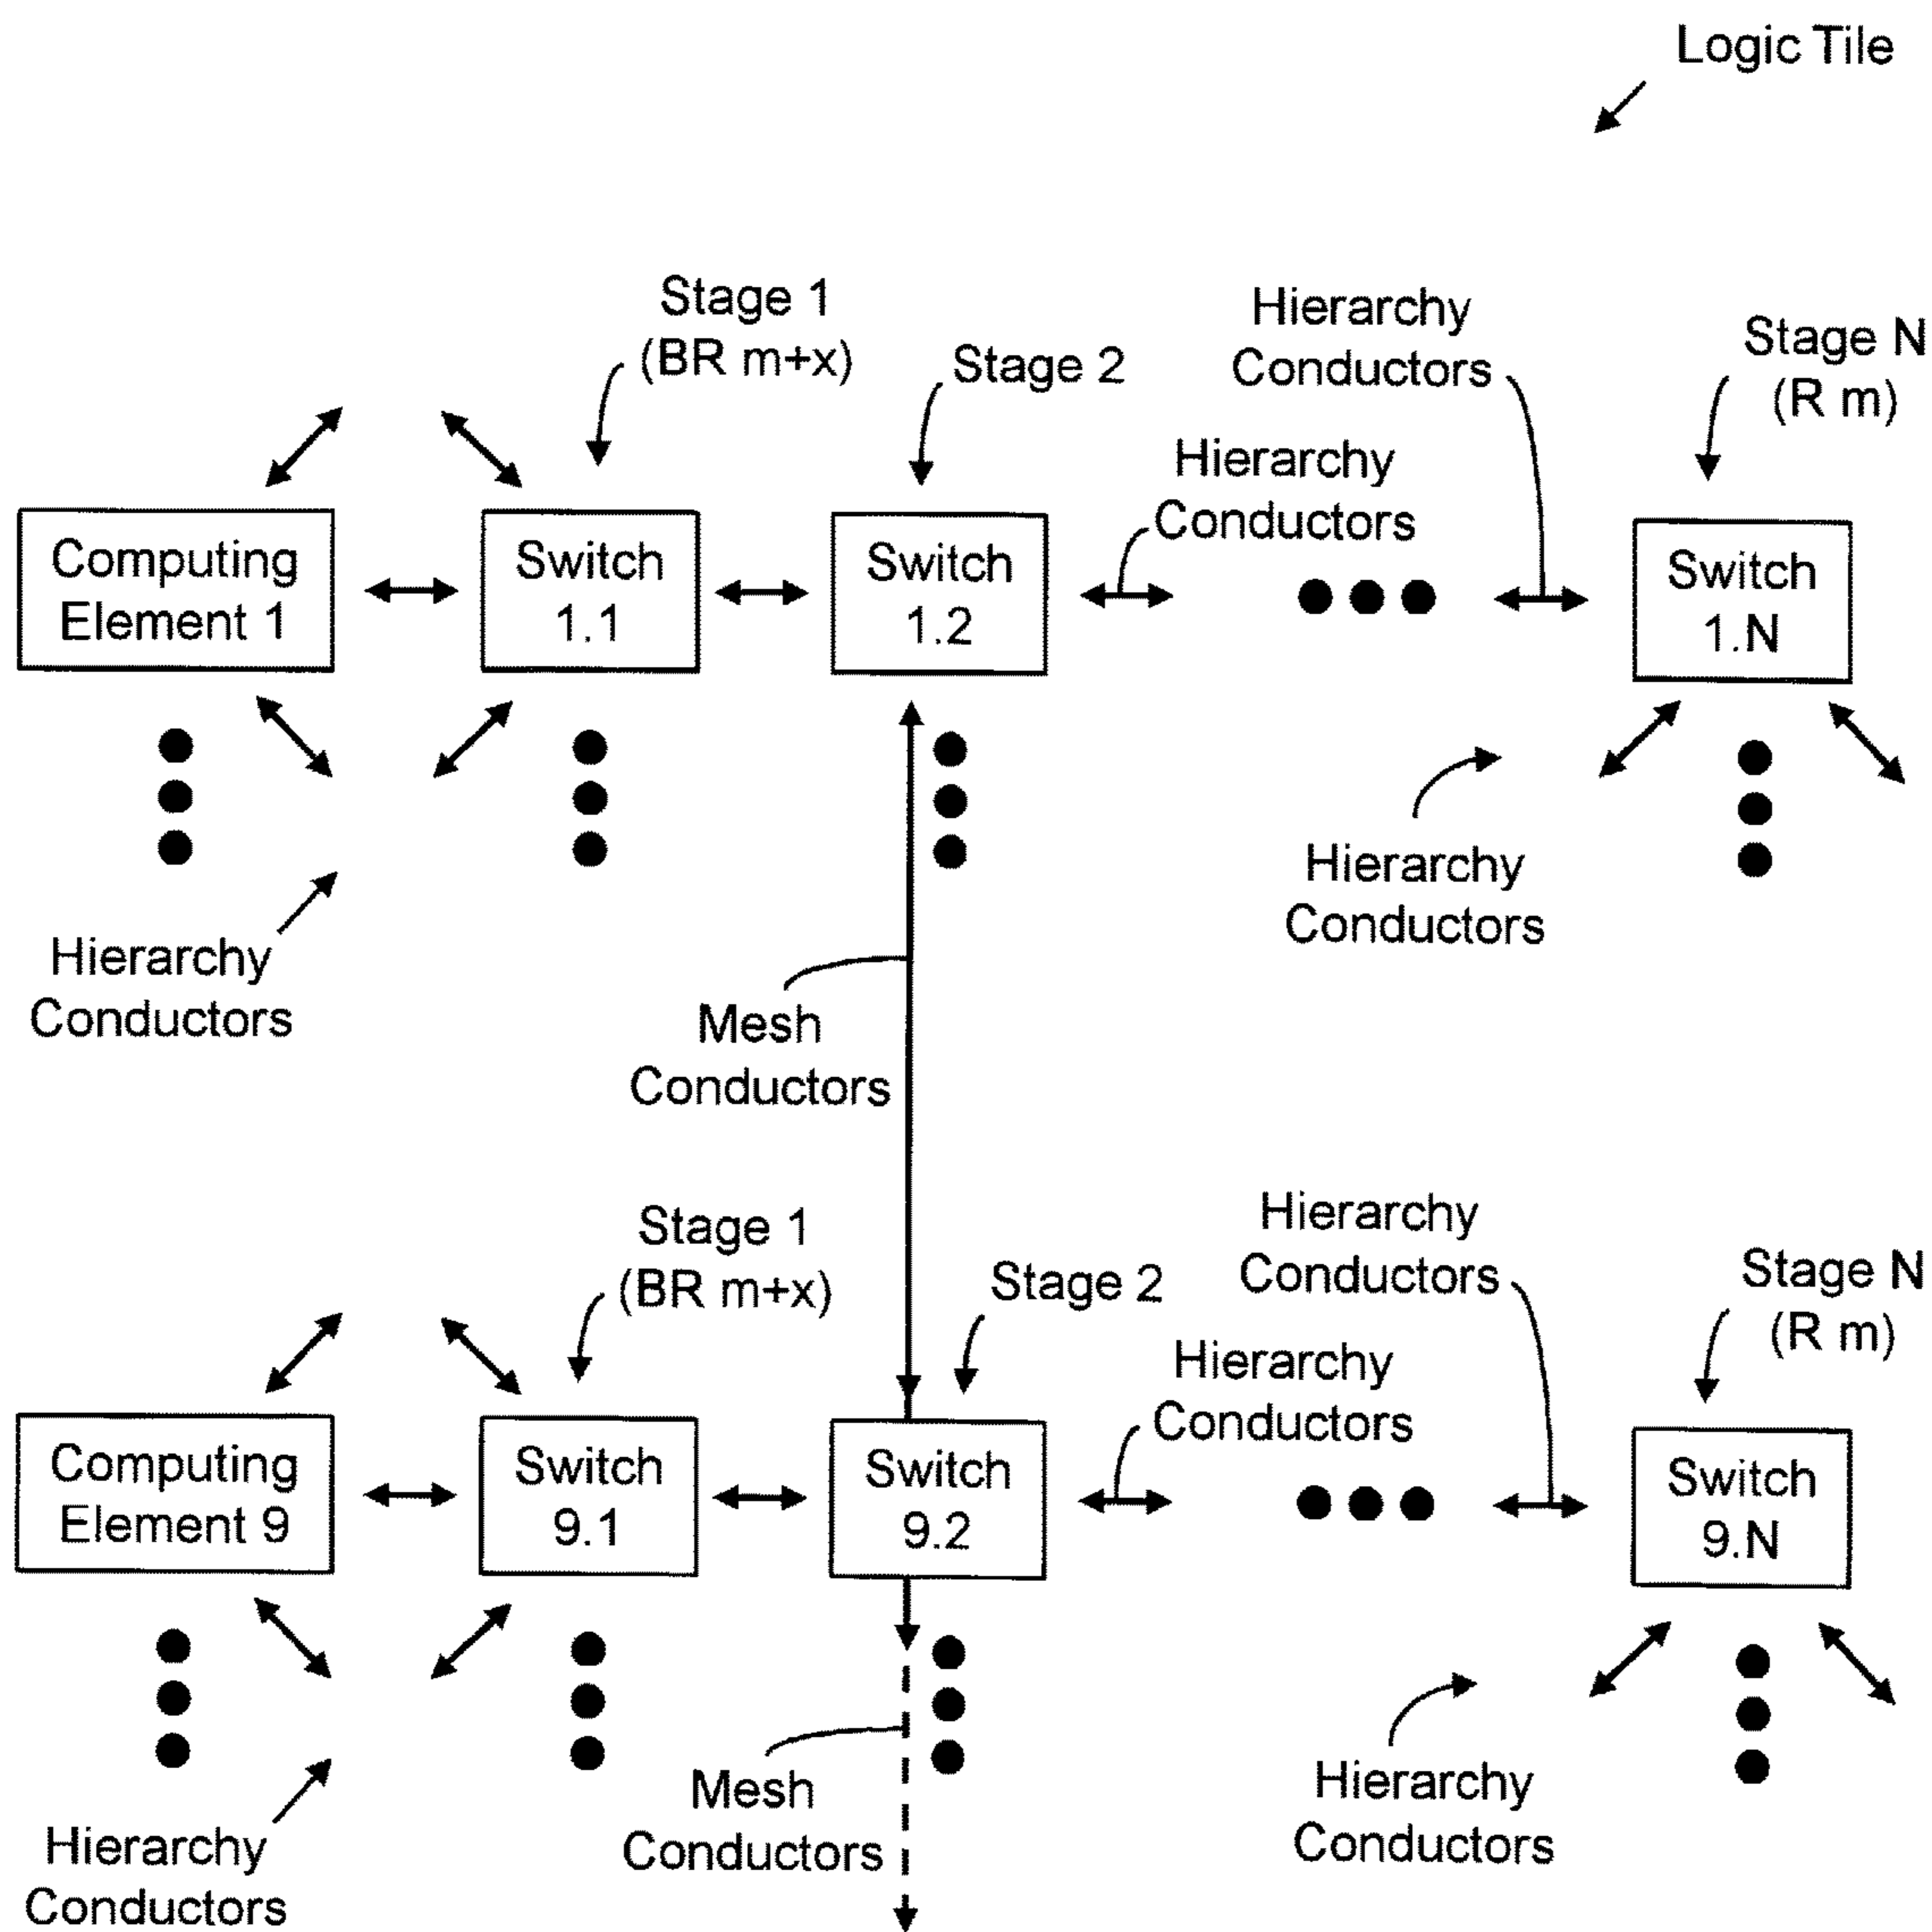 Logic Tile
Stage 1
(BR m+x)
Stage 2
Hierarchy
Conductors
Stage N
(R m)
Hierarchy
Conductors
Computing
Element 1
Switch
1.1
Switch
1.2
Switch
1.N
Hierarchy
Conductors
Hierarchy
Conductors
Mesh
Conductors
Stage 1
(BR m+x)
Stage 2
Hierarchy
Conductors
Stage N
(R m)
Hierarchy
Conductors
Computing
Element 9
Switch
9.1
Switch
9.2
Switch
9.N
Hierarchy
Conductors
Mesh
Conductors
Hierarchy
Conductors